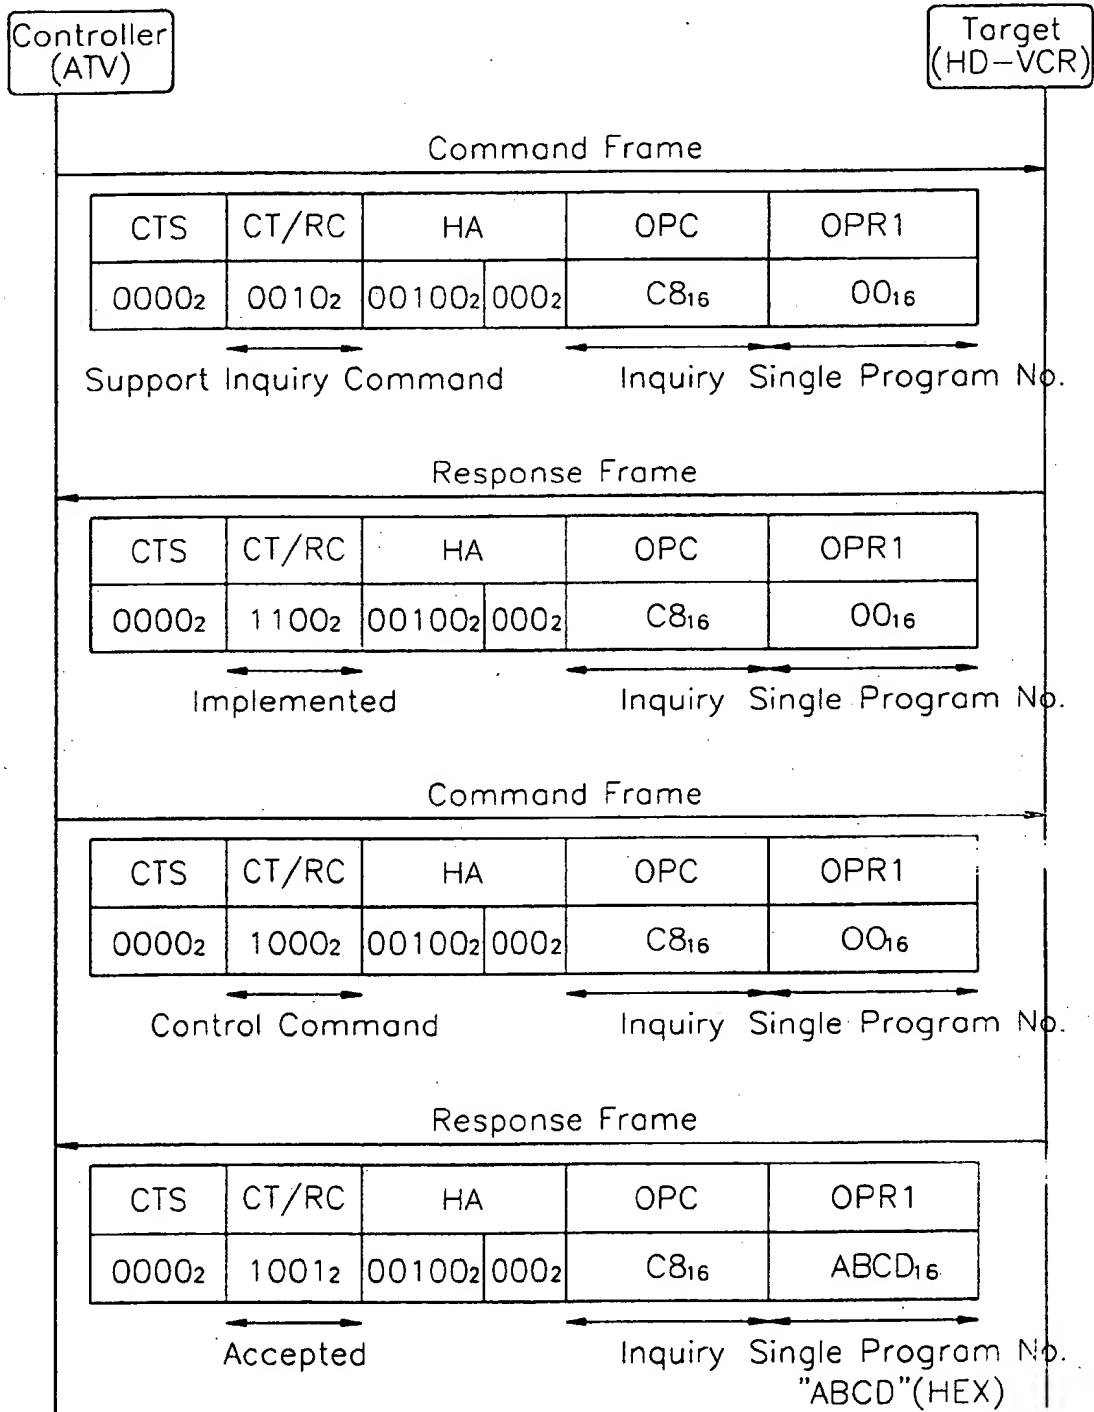 Controller
(ATV)
Target
(HD-VCR)
Command Frame
CTS CT/RC HA OPC OPR1
0000₂ 0010₂ 00100₂ 000₂ C8₁₆ 00₁₆
Support Inquiry Command Inquiry Single Program No.
Response Frame
CTS CT/RC HA OPC OPR1
0000₂ 1100₂ 00100₂ 000₂ C8₁₆ 00₁₆
Implemented Inquiry Single Program No.
Command Frame
CTS CT/RC HA OPC OPR1
0000₂ 1000₂ 00100₂ 000₂ C8₁₆ 00₁₆
Control Command Inquiry Single Program No.
Response Frame
CTS CT/RC HA OPC OPR1
0000₂ 1001₂ 00100₂ 000₂ C8₁₆ ABCD₁₆
Accepted Inquiry Single Program No.
"ABCD"(HEX)